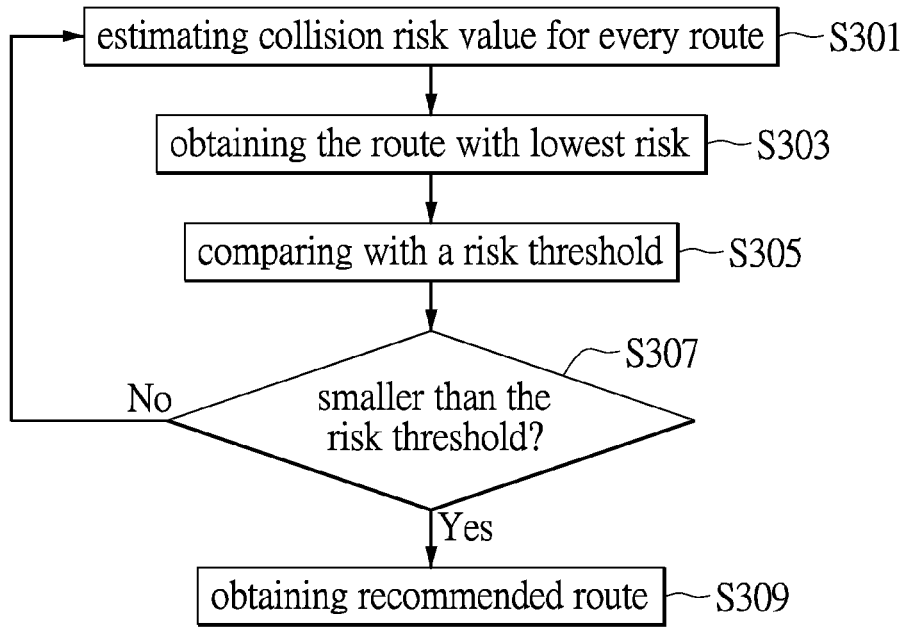 estimating collision risk value for every route
S301
obtaining the route with lowest risk
S303
comparing with a risk threshold
S305
S307
smaller than the
risk threshold?
No
Yes
obtaining recommended route
S309